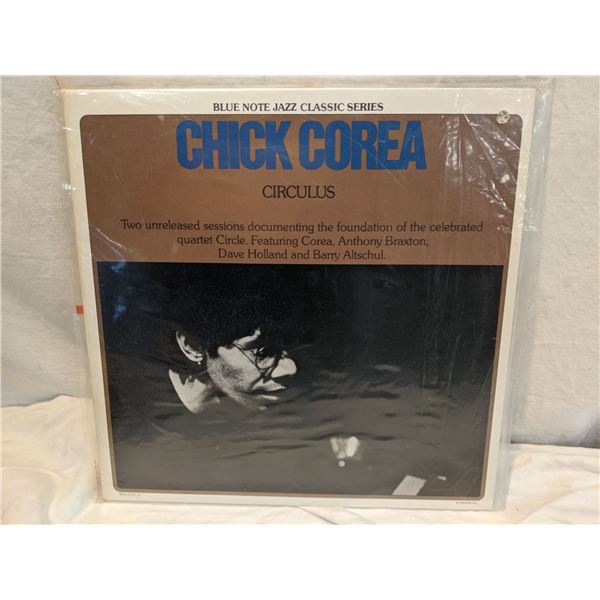 BLUE NOTE JAZZ CLASSIC SERIES
CHICK COREA
CIRCULUS
Two unreleased sessions documenting the foundation of the celebrated
quartet Circle. Featuring Corea, Anthony Braxton,
Dave Holland and Barry Altschul.